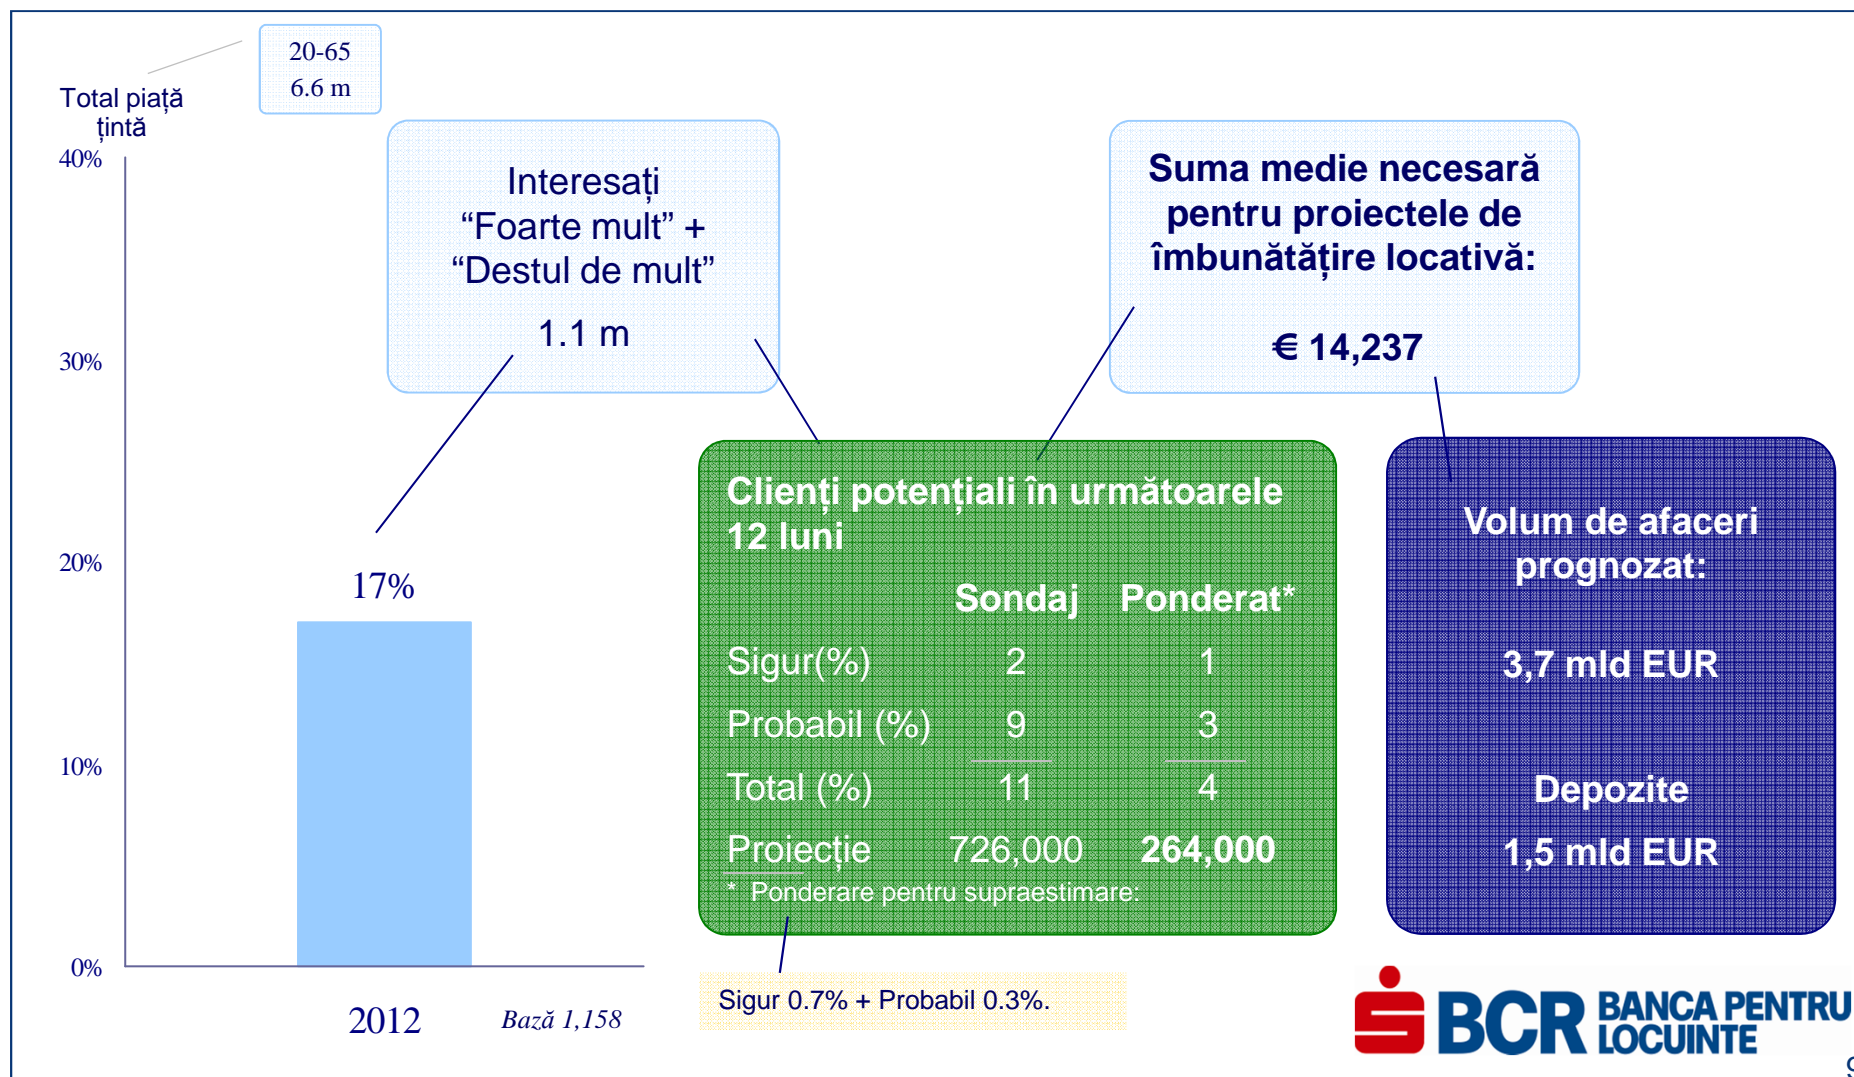 20-65
6.6 m
Total piață
țintă
40%
30%
20%
10%
0%
17%
2012
Bază 1,158
Interesați
“Foarte mult” +
“Destul de mult”
1.1 m
Suma medie necesară
pentru proiectele de
îmbunătățire locativă:
€ 14,237
Clienți potențiali în următoarele
12 luni
Sondaj Ponderat*
Sigur(%) 2 1
Probabil (%) 9 3
Total (%) 11 4
Proiecție 726,000 264,000
* Ponderare pentru supraestimare:
Sigur 0.7% + Probabil 0.3%.
Volum de afaceri
prognozat:
3,7 mld EUR
Depozite
1,5 mld EUR
BCR BANCA PENTRU
LOCUINTE
9